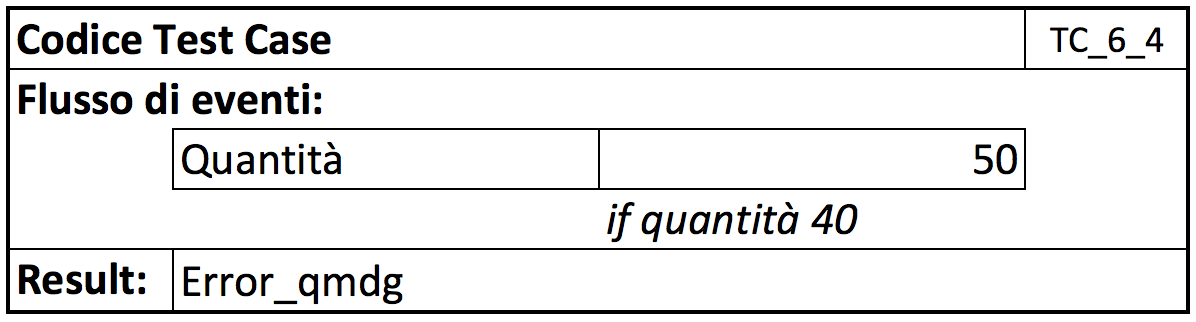 Codice Test Case TC_6_4
Flusso di eventi:
Quantità 50
if quantità 40
Result: Error_qmdg